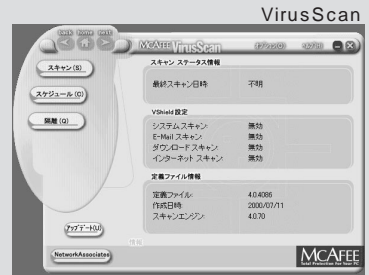 VirusScan
back home next
McAFEE VirusScan
オプション(O) ヘルプ(H)
スキャン(S)
スケジュール(C)
隔離(Q)
アップデート(U)
NetworkAssociates
スキャン ステータス情報
最終スキャン日時: 不明
VShield 設定
システムスキャン: 無効
E-Mail スキャン: 無効
ダウンロードスキャン: 無効
インターネット スキャン: 無効
定義ファイル情報
定義ファイル: 4.0.4086
作成日時: 2000/07/11
スキャンエンジン: 4.0.70
情報
McAFEE
Total Protection For Your PC